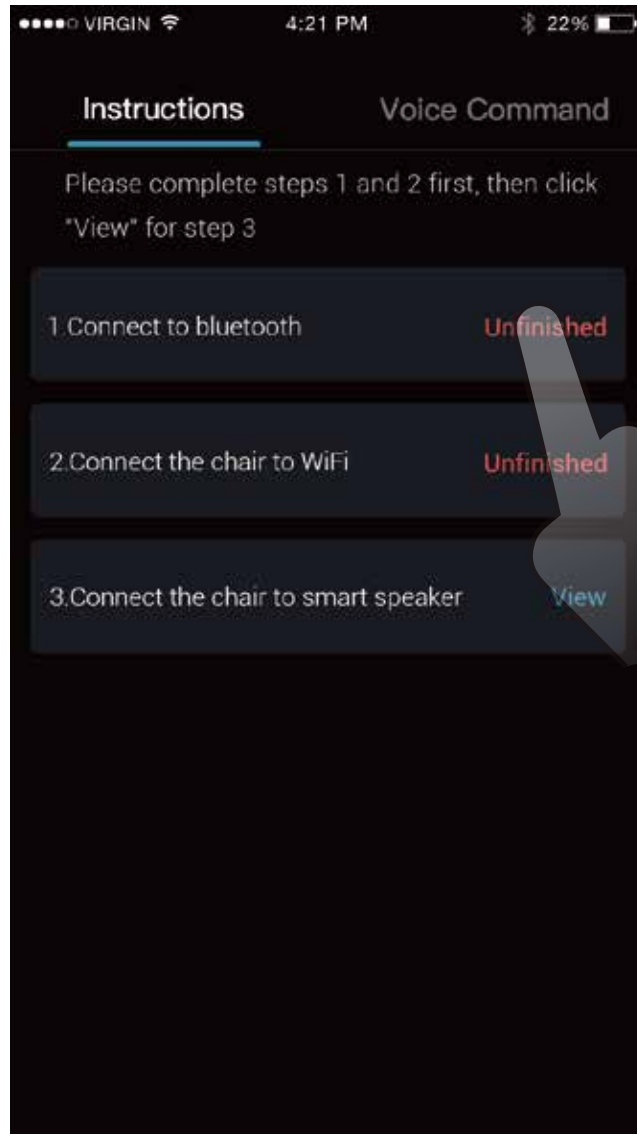 VIRGIN 4:21 PM 22%
Instructions Voice Command
Please complete steps 1 and 2 first, then click
"View" for step 3
1.Connect to bluetooth Unfinished
2.Connect the chair to WiFi Unfinished
3.Connect the chair to smart speaker View